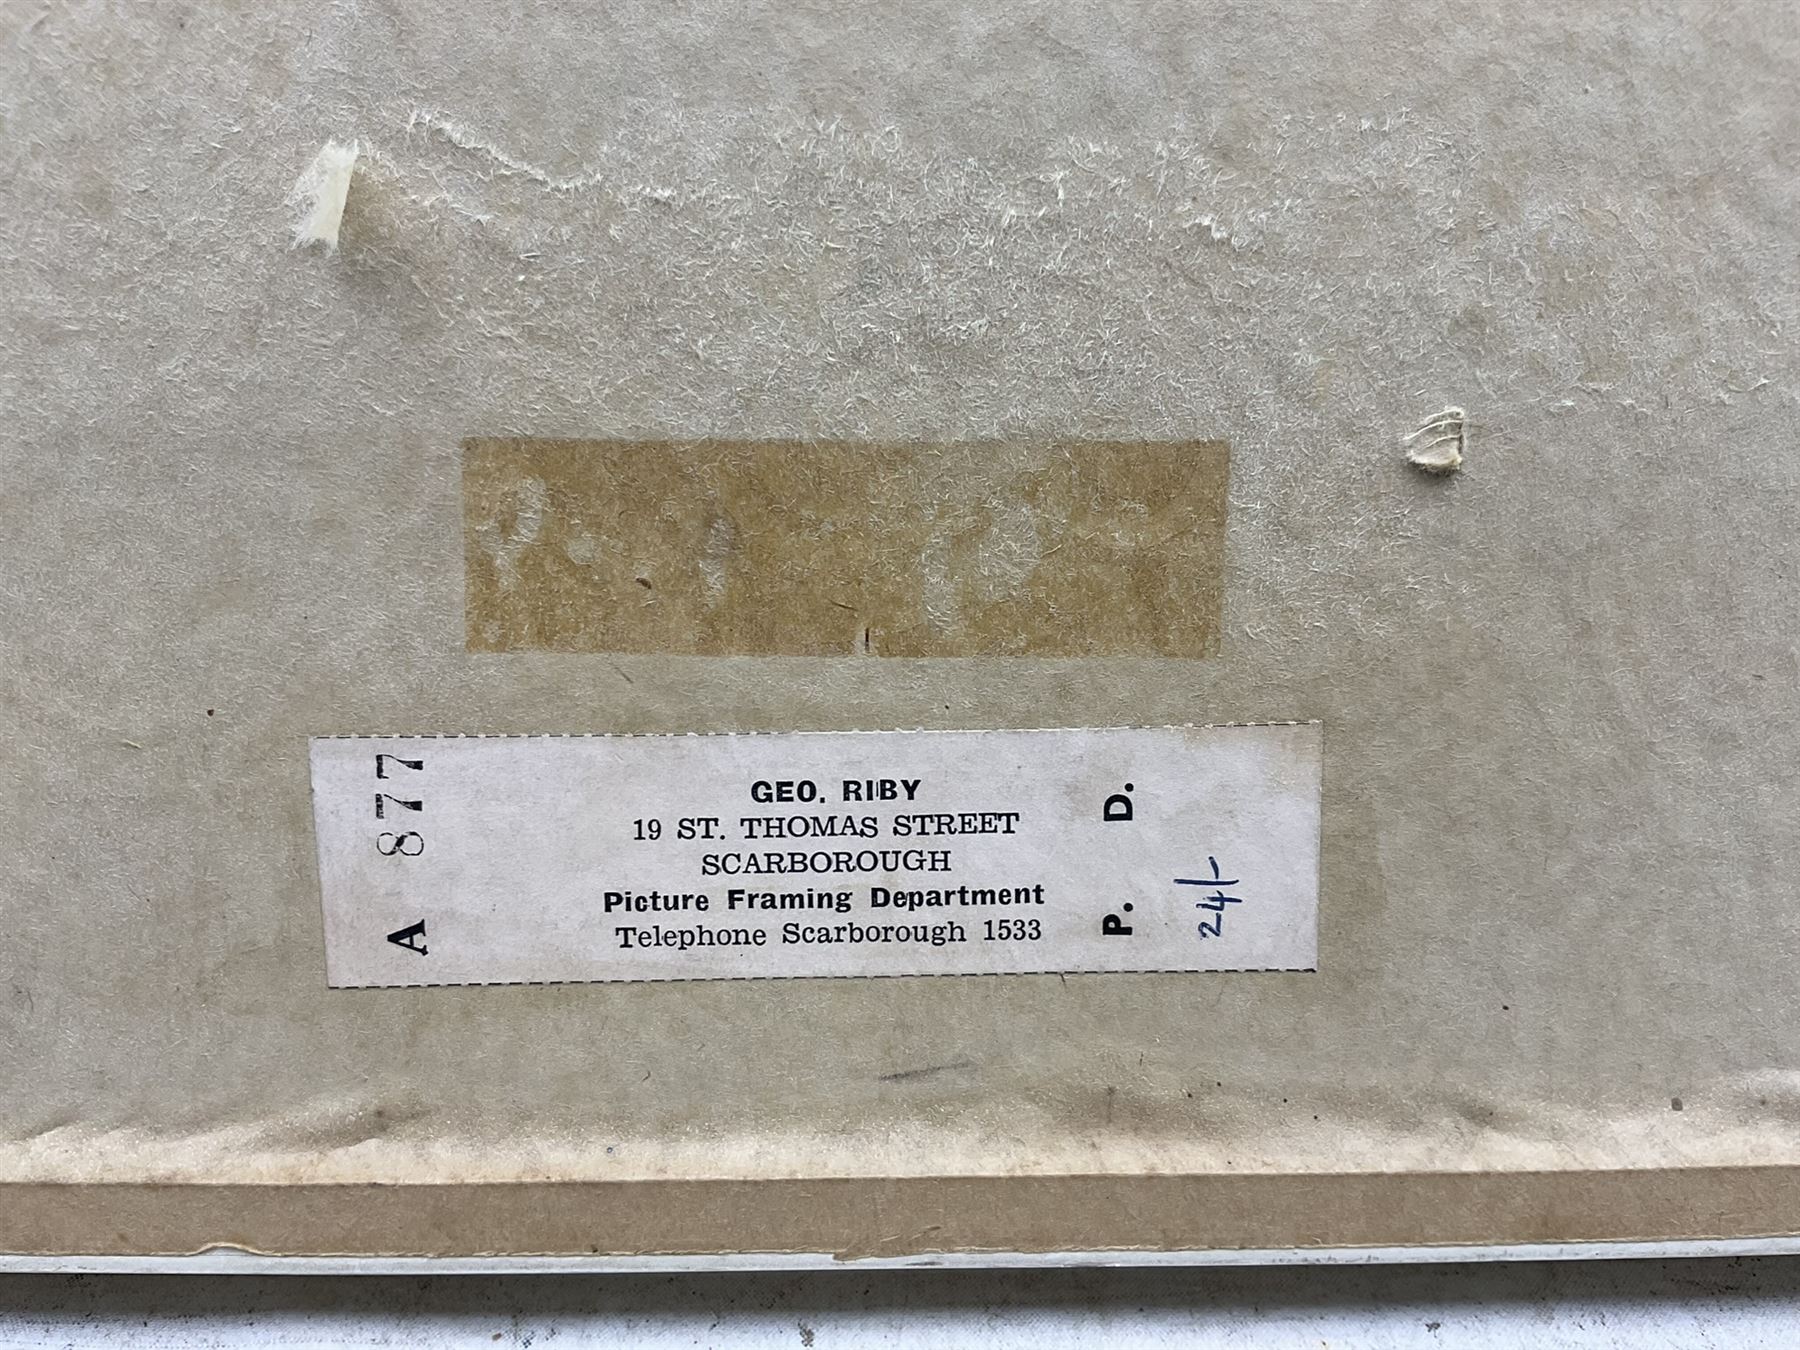 A 877
GEO. RIBY
19 ST. THOMAS STREET
SCARBOROUGH
Picture Framing Department
Telephone Scarborough 1533
P. D.
24/-